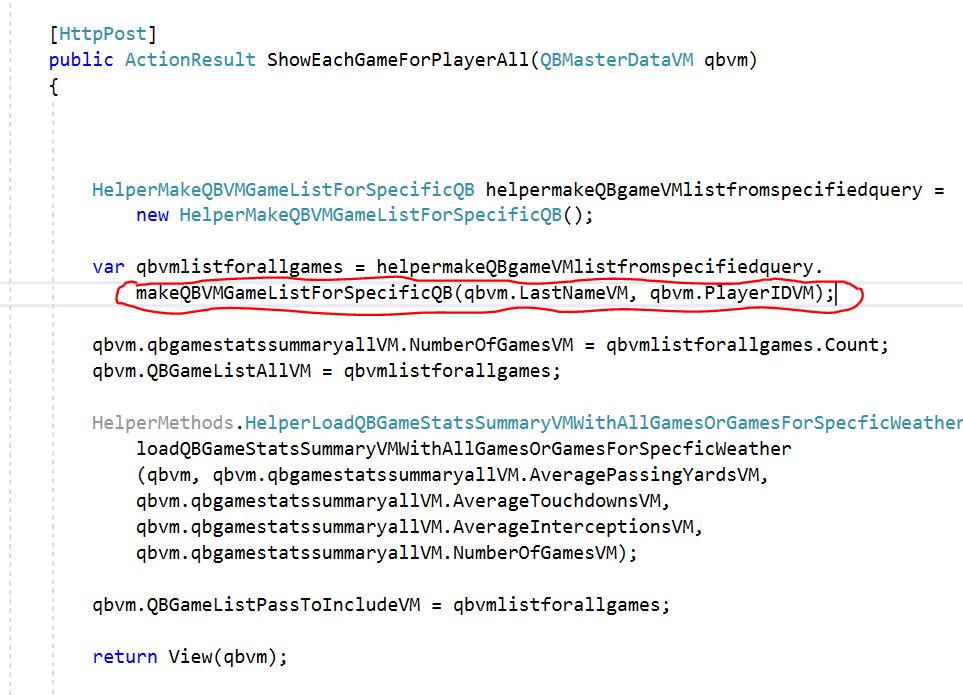 [HttpPost]
public ActionResult ShowEachGameForPlayerAll(QBMasterDataVM qbvm)
{
HelperMakeQBVMGameListForSpecificQB helpermakeQBgameVMlistfromspecifiedquery =
new HelperMakeQBVMGameListForSpecificQB();
var qbvmlistforallgames = helpermakeQBgameVMlistfromspecifiedquery.
makeQBVMGameListForSpecificQB(qbvm.LastNameVM, qbvm.PlayerIDVM);
qbvm.qbgamestatssummaryallVM.NumberOfGamesVM = qbvmlistforallgames.Count;
qbvm.QBGameListAllVM = qbvmlistforallgames;
HelperMethods.HelperLoadQBGameStatsSummaryVMWithAllGamesOrGamesForSpecficWeather
loadQBGameStatsSummaryVMWithAllGamesOrGamesForSpecficWeather
(qbvm, qbvm.qbgamestatssummaryallVM.AveragePassingYardsVM,
qbvm.qbgamestatssummaryallVM.AverageTouchdownsVM,
qbvm.qbgamestatssummaryallVM.AverageInterceptionsVM,
qbvm.qbgamestatssummaryallVM.NumberOfGamesVM);
qbvm.QBGameListPassToIncludeVM = qbvmlistforallgames;
return View(qbvm);